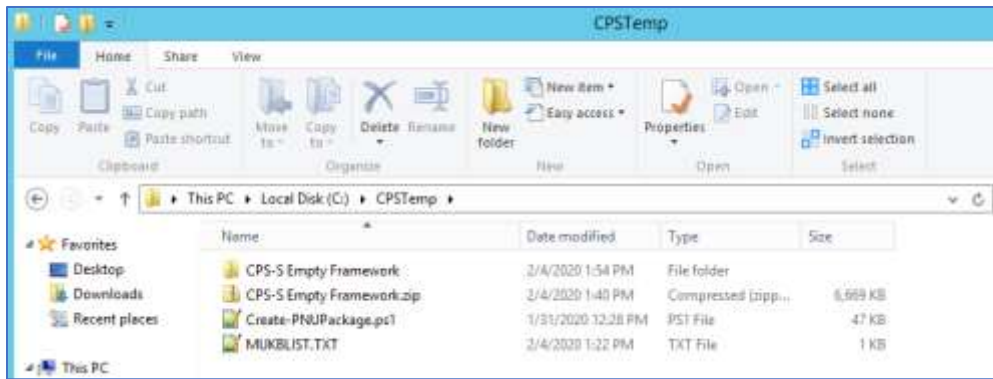 CPSTemp
File Home Share View
Copy Paste Cut Copy path Paste shortcut Move to Copy to Delete Rename New folder New item Easy access Properties Open Edit Select all Select none Invert selection
Clipboard Organize New Open Select
This PC Local Disk (C:) CPSTemp
Favorites Name Date modified Type Size
Desktop CPS-S Empty Framework 2/4/2020 1:54 PM File folder
Downloads CPS-S Empty Framework.zip 2/4/2020 1:40 PM Compressed (zipp... 6,669 KB
Recent places Create-PNUPackage.ps1 1/31/2020 12:28 PM PS1 File 47 KB
MUKBLIST.TXT 2/4/2020 1:22 PM TXT File 1 KB
This PC